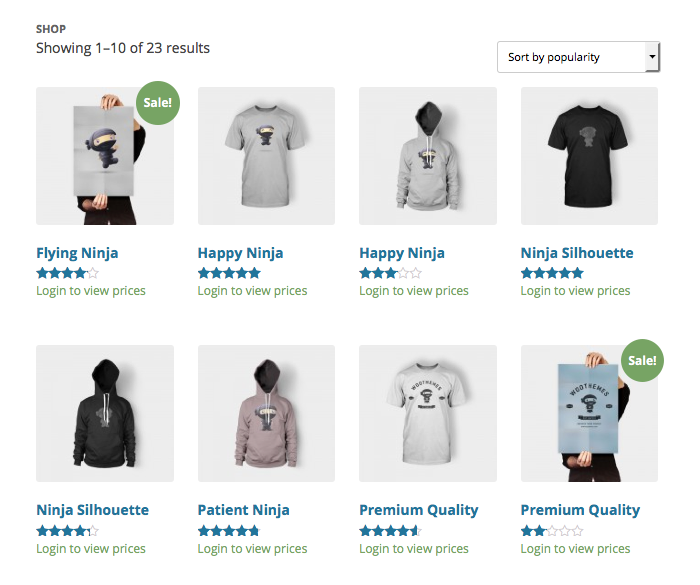 SHOP
Showing 1–10 of 23 results
Sort by popularity
Sale!
Flying Ninja
Login to view prices
Happy Ninja
Login to view prices
Happy Ninja
Login to view prices
Ninja Silhouette
Login to view prices
WOOTHEMES
WOOTHEMES
Sale!
Ninja Silhouette
Login to view prices
Patient Ninja
Login to view prices
Premium Quality
Login to view prices
Premium Quality
Login to view prices